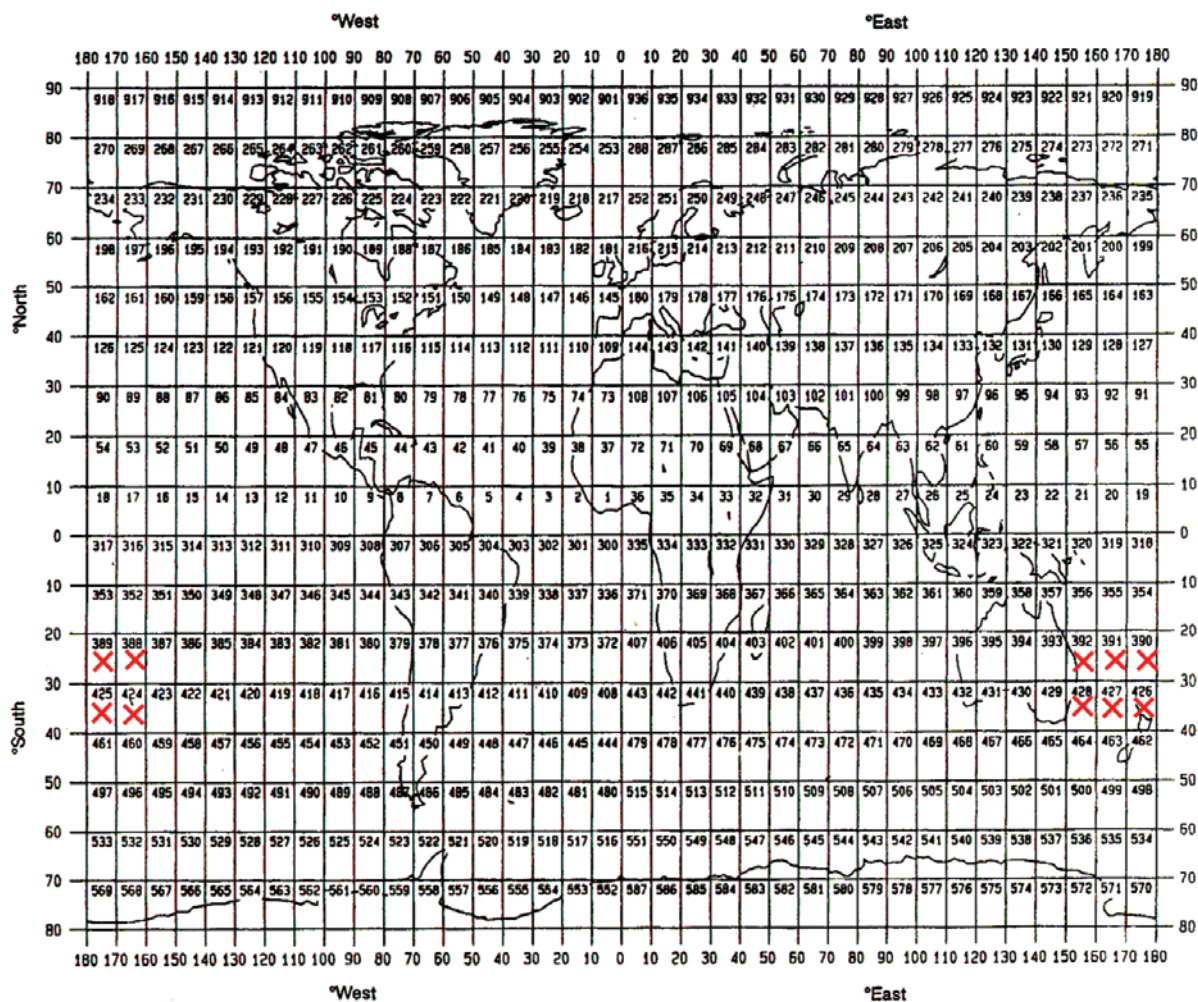 °West °East
180 170 160 150 140 130 120 110 100 90 80 70 60 50 40 30 20 10 0 10 20 30 40 50 60 70 80 90 100 110 120 130 140 150 160 170 180
90 90
918 917 916 915 914 913 912 911 910 909 908 907 906 905 904 903 902 901 936 935 934 933 932 931 930 929 928 927 926 925 924 923 922 921 920 919
80 80
270 269 268 267 266 265 264 263 262 261 260 259 258 257 256 255 254 253 288 287 286 285 284 283 282 281 280 279 278 277 276 275 274 273 272 271
70 70
234 233 232 231 230 229 228 227 226 225 224 223 222 221 220 219 218 217 252 251 250 249 248 247 246 245 244 243 242 241 240 239 238 237 236 235
60 60
198 197 196 195 194 193 192 191 190 189 188 187 186 185 184 183 182 181 216 215 214 213 212 211 210 209 208 207 206 205 204 203 202 201 200 199
50 50
°North
162 161 160 159 158 157 156 155 154 153 152 151 150 149 148 147 146 145 180 179 178 177 176 175 174 173 172 171 170 169 168 167 166 165 164 163
40 40
126 125 124 123 122 121 120 119 118 117 116 115 114 113 112 111 110 109 144 143 142 141 140 139 138 137 136 135 134 133 132 131 130 129 128 127
30 30
90 89 88 87 86 85 84 83 82 81 80 79 78 77 76 75 74 73 108 107 106 105 104 103 102 101 100 99 98 97 96 95 94 93 92 91
20 20
54 53 52 51 50 49 48 47 46 45 44 43 42 41 40 39 38 37 72 71 70 69 68 67 66 65 64 63 62 61 60 59 58 57 56 55
10 10
18 17 16 15 14 13 12 11 10 9 8 7 6 5 4 3 2 1 36 35 34 33 32 31 30 29 28 27 26 25 24 23 22 21 20 19
0 0
317 316 315 314 313 312 311 310 309 308 307 306 305 304 303 302 301 300 335 334 333 332 331 330 329 328 327 326 325 324 323 322 321 320 319 318
10 10
353 352 351 350 349 348 347 346 345 344 343 342 341 340 339 338 337 336 371 370 369 368 367 366 365 364 363 362 361 360 359 358 357 356 355 354
20 20
389 388 387 386 385 384 383 382 381 380 379 378 377 376 375 374 373 372 407 406 405 404 403 402 401 400 399 398 397 396 395 394 393 392 391 390
30 30
425 424 423 422 421 420 419 418 417 416 415 414 413 412 411 410 409 408 443 442 441 440 439 438 437 436 435 434 433 432 431 430 429 428 427 426
°South
40 40
461 460 459 458 457 456 455 454 453 452 451 450 449 448 447 446 445 444 479 478 477 476 475 474 473 472 471 470 469 468 467 466 465 464 463 462
50 50
497 496 495 494 493 492 491 490 489 488 487 486 485 484 483 482 481 480 515 514 513 512 511 510 509 508 507 506 505 504 503 502 501 500 499 498
60 60
533 532 531 530 529 528 527 526 525 524 523 522 521 520 519 518 517 516 551 550 549 548 547 546 545 544 543 542 541 540 539 538 537 536 535 534
70 70
569 568 567 566 565 564 563 562 561 560 559 558 557 556 555 554 553 552 587 586 585 584 583 582 581 580 579 578 577 576 575 574 573 572 571 570
80 80
180 170 160 150 140 130 120 110 100 90 80 70 60 50 40 30 20 10 0 10 20 30 40 50 60 70 80 90 100 110 120 130 140 150 160 170 180
°West °East